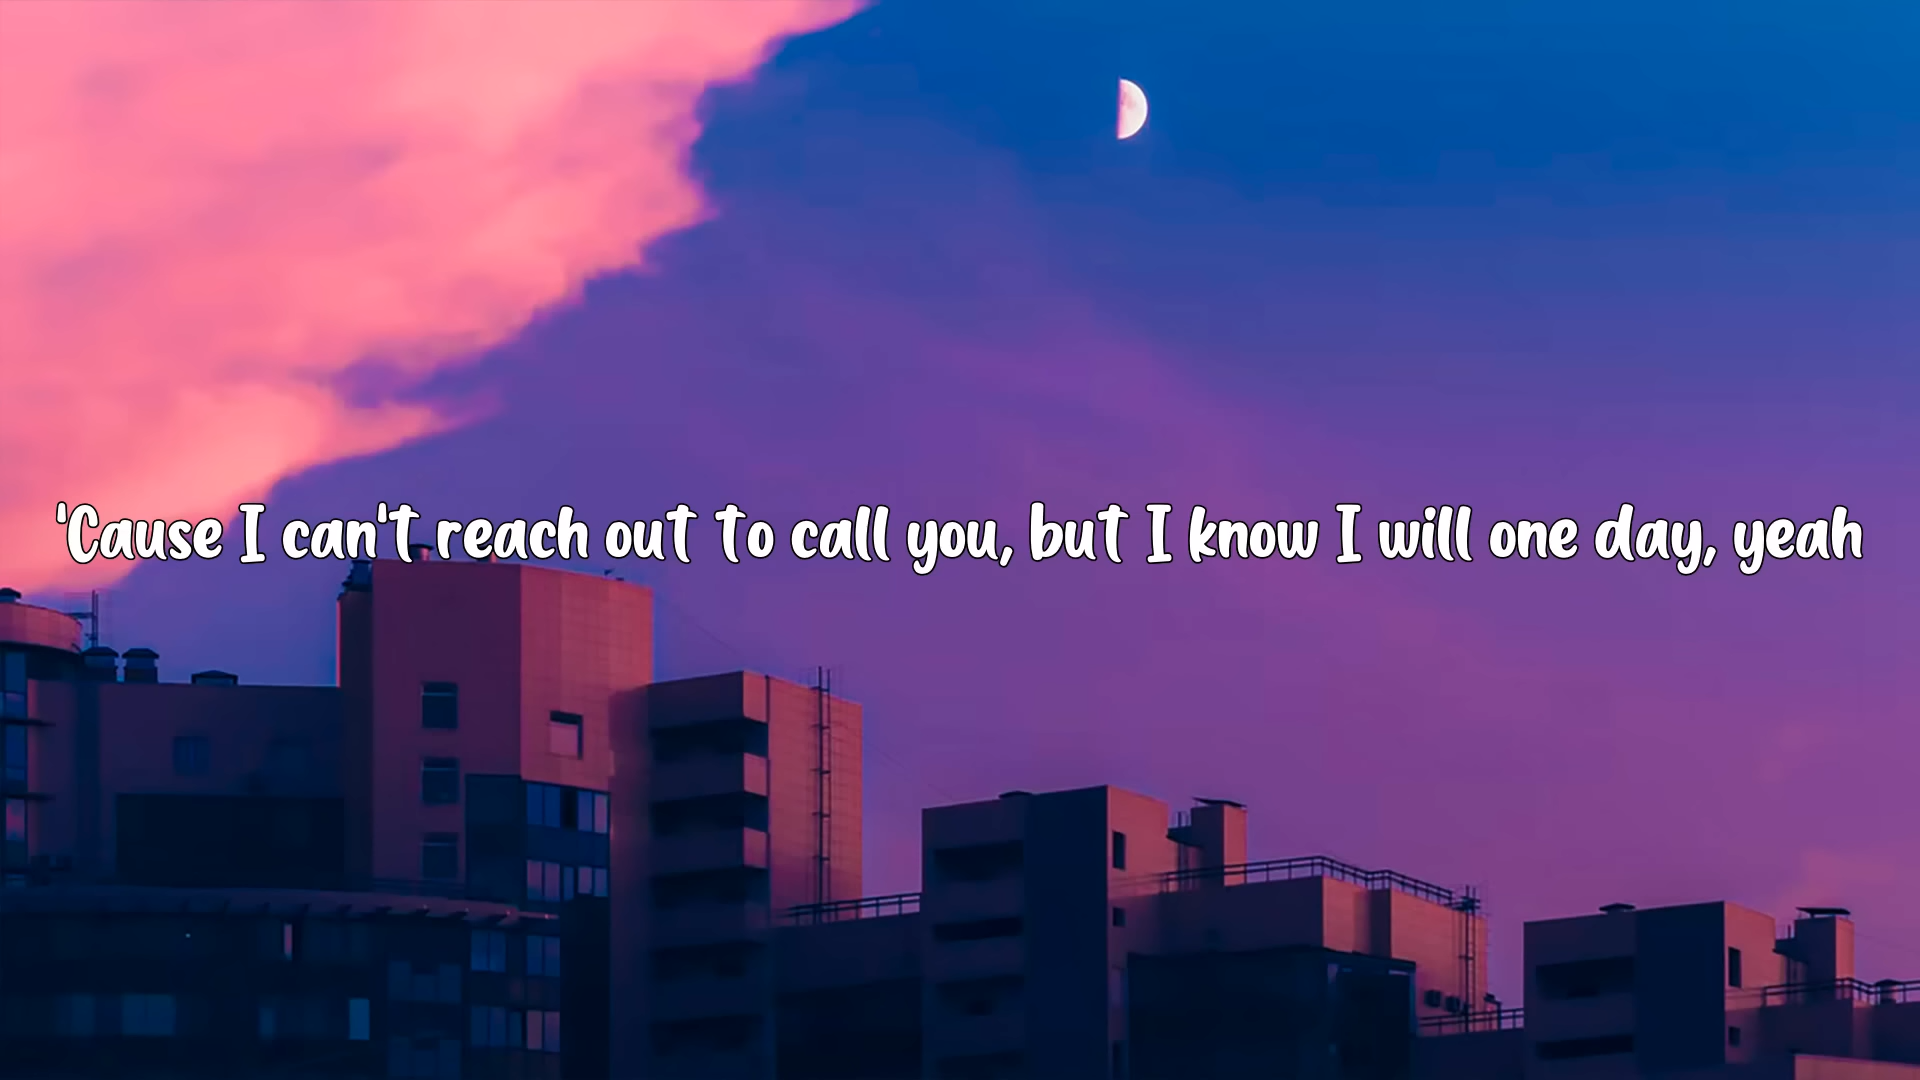 'Cause I can't reach out to call you, but I know I will one day, yeah